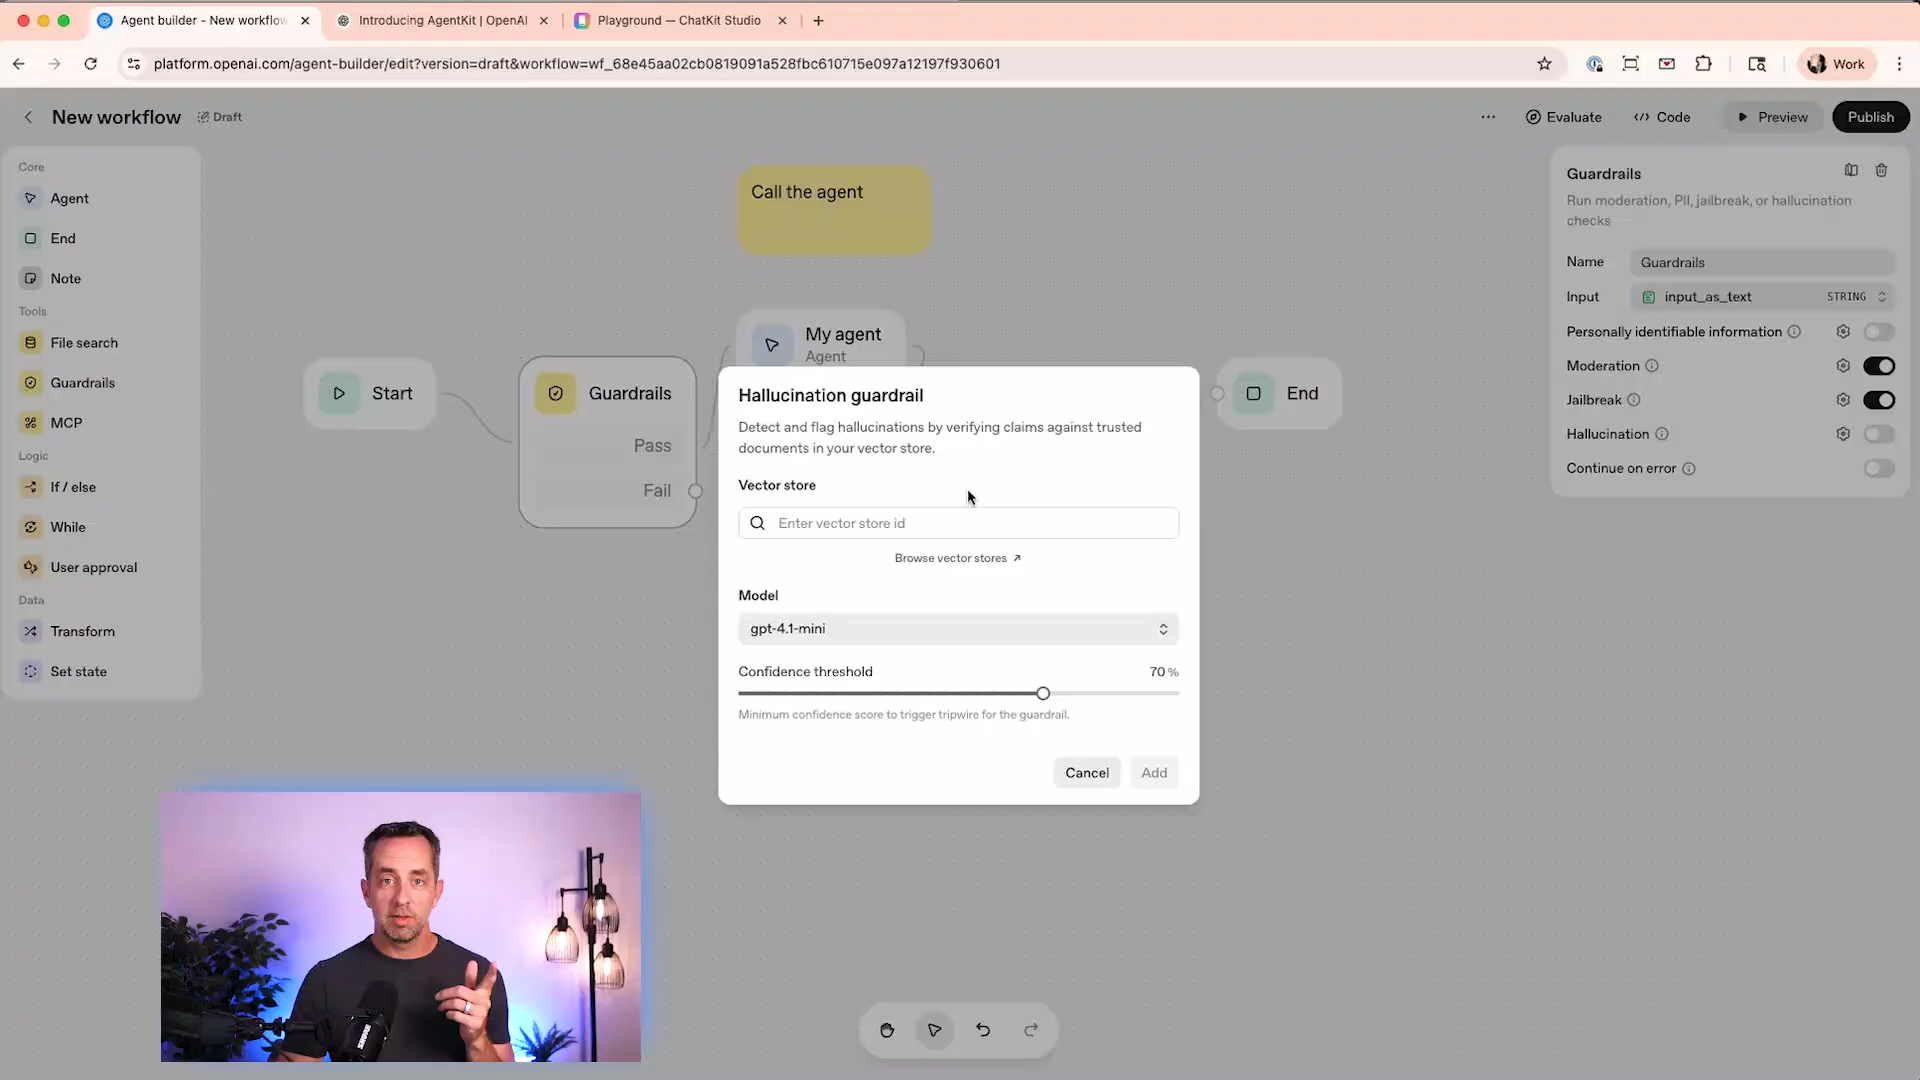 Agent builder - New workflow
Introducing AgentKit | OpenAI
Playground — ChatKit Studio
platform.openai.com/agent-builder/edit?version=draft&workflow=wf_68e45aa02cb0819091a528fbc610715e097a12197f930601
Work
New workflow
Draft
Evaluate
Code
Preview
Publish
Core
Agent
End
Note
Tools
File search
Guardrails
MCP
Logic
If / else
While
User approval
Data
Transform
Set state
Call the agent
My agent
Agent
Start
Guardrails
Pass
Fail
End
Hallucination guardrail
Detect and flag hallucinations by verifying claims against trusted
documents in your vector store.
Vector store
Enter vector store id
Browse vector stores
Model
gpt-4.1-mini
Confidence threshold
70 %
Minimum confidence score to trigger tripwire for the guardrail.
Cancel
Add
Guardrails
Run moderation, PII, jailbreak, or hallucination
checks
Name
Guardrails
Input
input_as_text
STRING
Personally identifiable information
Moderation
Jailbreak
Hallucination
Continue on error
SHURE